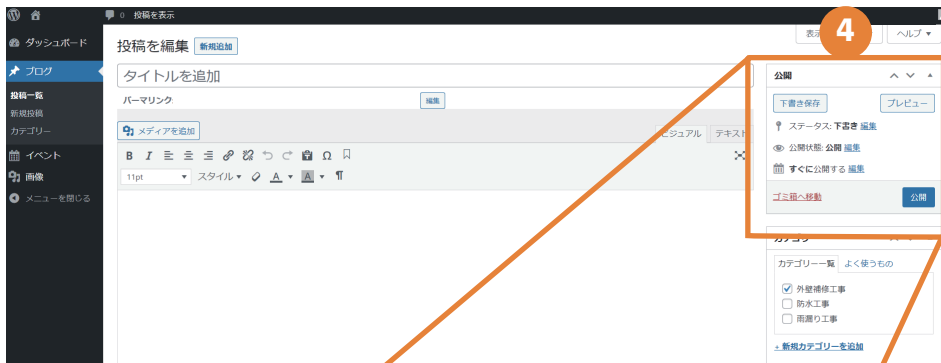 0 投稿を表示
ダッシュボード
ブログ
投稿一覧
新規投稿
カテゴリー
イベント
画像
メニューを閉じる
投稿を編集 新規追加
タイトルを追加
パーマリンク: 編集
メディアを追加
ビジュアル テキスト
B I Ω
11pt スタイル A A ¶
4
ヘルプ
公開
下書き保存 プレビュー
ステータス: 下書き 編集
公開状態: 公開 編集
すぐに公開する 編集
ゴミ箱へ移動 公開
カテゴリー一覧 よく使うもの
外壁補修工事
防水工事
雨漏り工事
+ 新規カテゴリーを追加